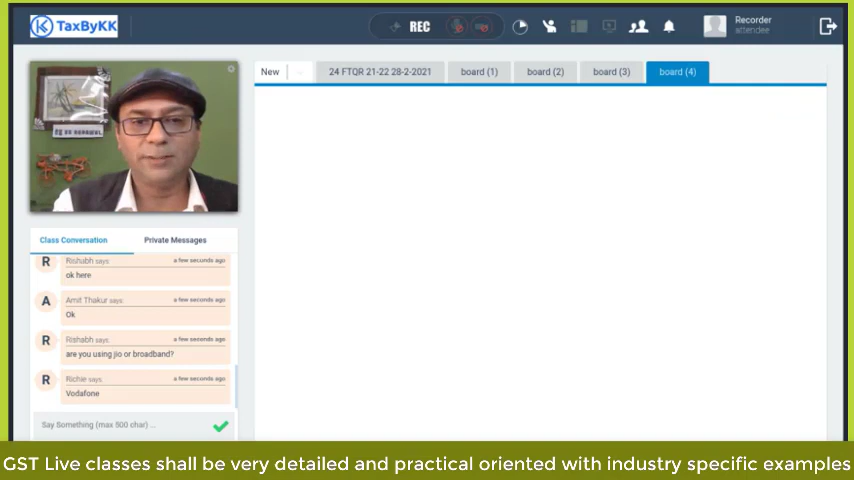 TaxByKK
REC
Recorder
attendee
New
24 FTQR 21-22 28-2-2021
board (1)
board (2)
board (3)
board (4)
Class Conversation
Private Messages
R
Rishubh says:
a few seconds ago
ok here
A
Amit Thakur says:
a few seconds ago
Ok
R
Rishabh says:
a few seconds ago
are you using jio or broadband?
R
Richie says:
a few seconds ago
Vodafone
Say Something (max 500 char) ...
GST Live classes shall be very detailed and practical oriented with industry specific examples